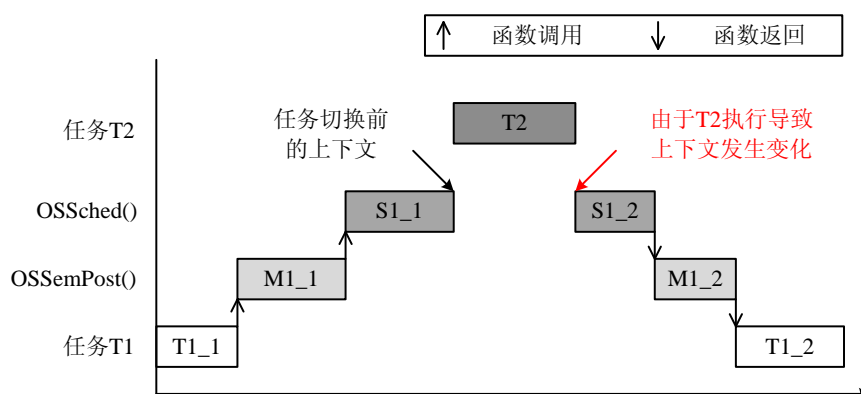 函数调用 函数返回
任务T2
任务切换前
的上下文
T2
由于T2执行导致
上下文发生变化
OSSched()
S1_1
S1_2
OSSemPost()
M1_1
M1_2
任务T1
T1_1
T1_2